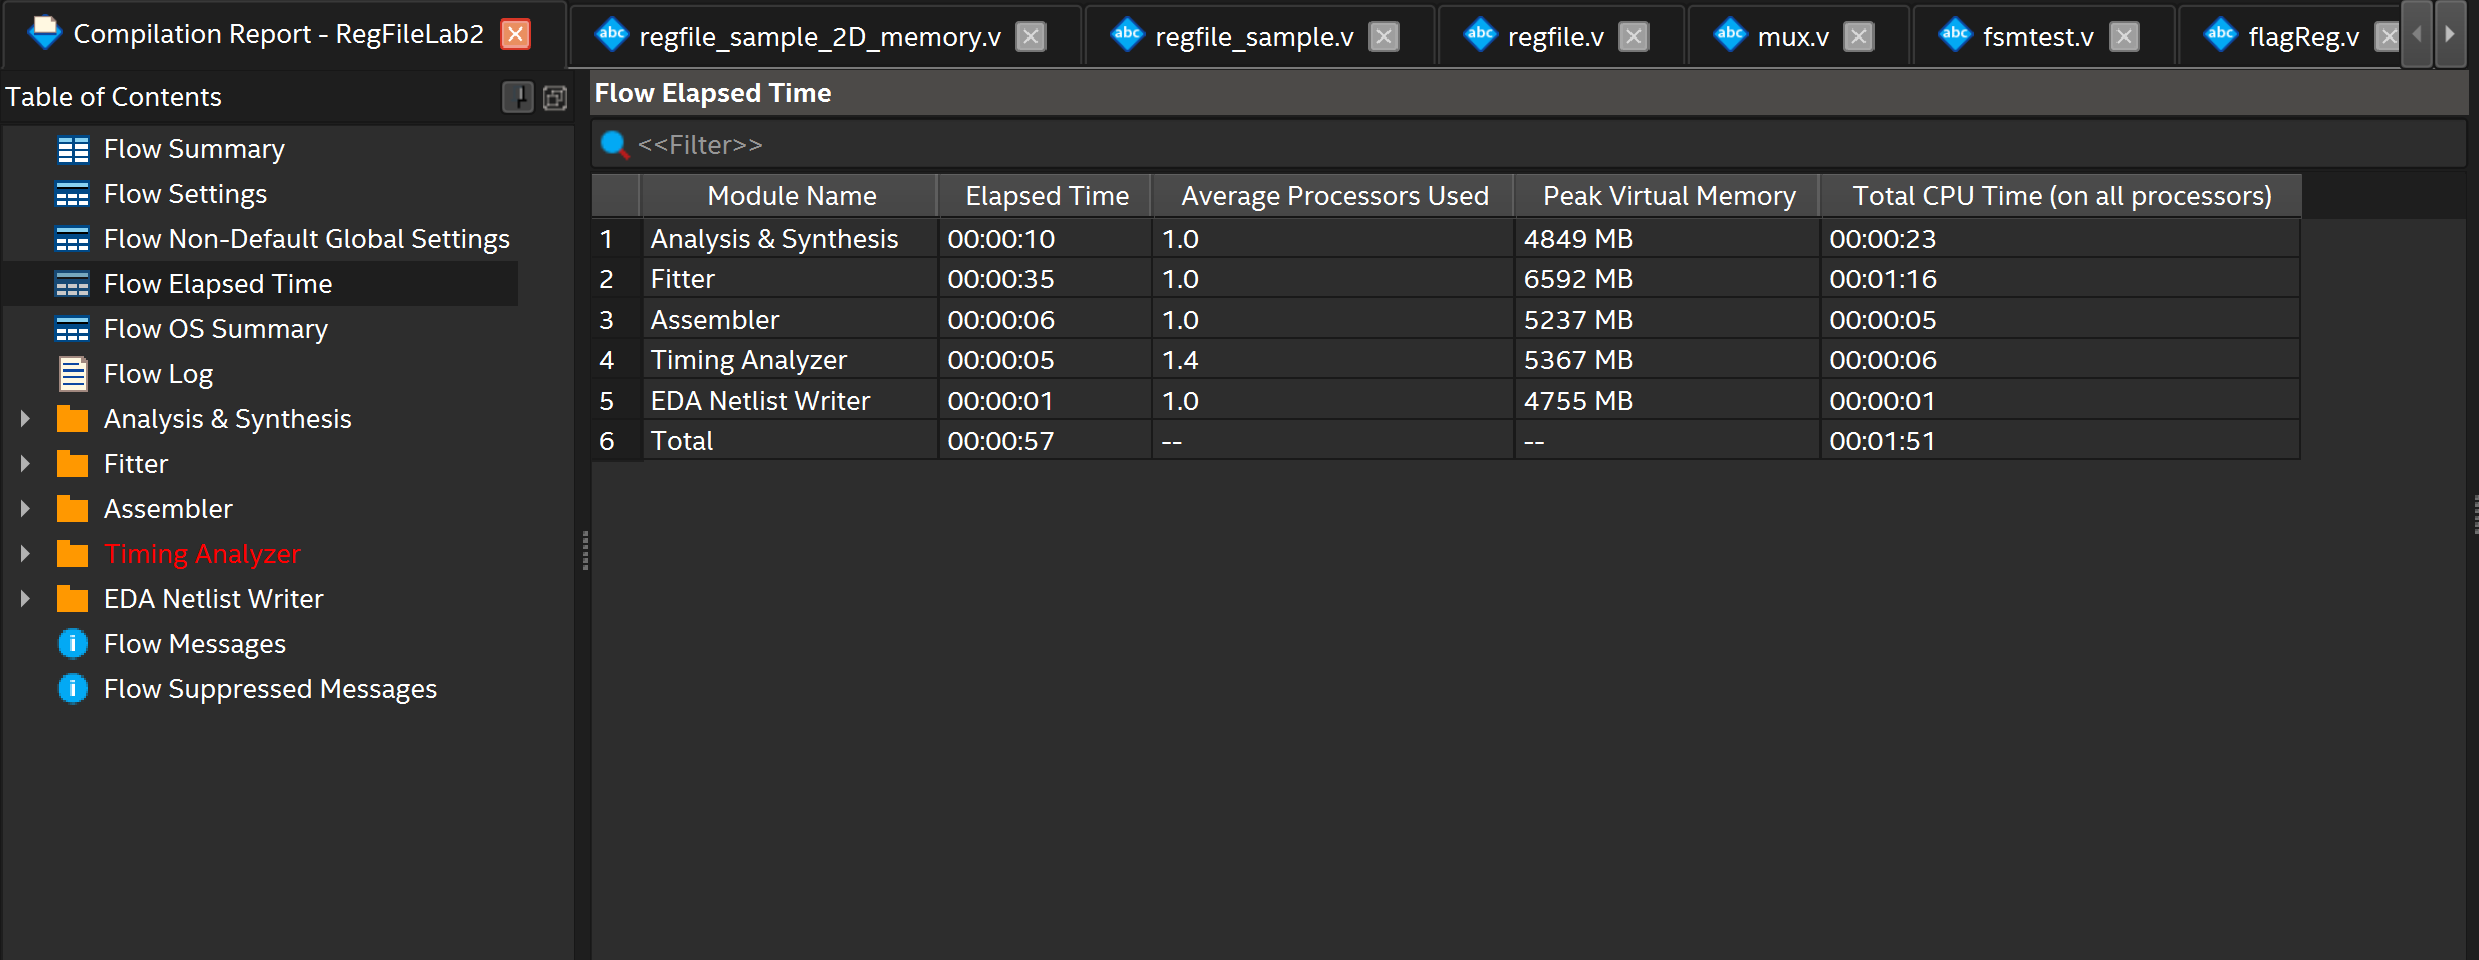 Compilation Report - RegFileLab2
abc regfile_sample_2D_memory.v
abc regfile_sample.v
abc regfile.v
abc mux.v
abc fsmtest.v
abc flagReg.v
Table of Contents
Flow Summary
Flow Settings
Flow Non-Default Global Settings
Flow Elapsed Time
Flow OS Summary
Flow Log
Analysis & Synthesis
Fitter
Assembler
Timing Analyzer
EDA Netlist Writer
Flow Messages
Flow Suppressed Messages
Flow Elapsed Time
<<Filter>>
Module Name Elapsed Time Average Processors Used Peak Virtual Memory Total CPU Time (on all processors)
1 Analysis & Synthesis 00:00:10 1.0 4849 MB 00:00:23
2 Fitter 00:00:35 1.0 6592 MB 00:01:16
3 Assembler 00:00:06 1.0 5237 MB 00:00:05
4 Timing Analyzer 00:00:05 1.4 5367 MB 00:00:06
5 EDA Netlist Writer 00:00:01 1.0 4755 MB 00:00:01
6 Total 00:00:57 -- -- 00:01:51